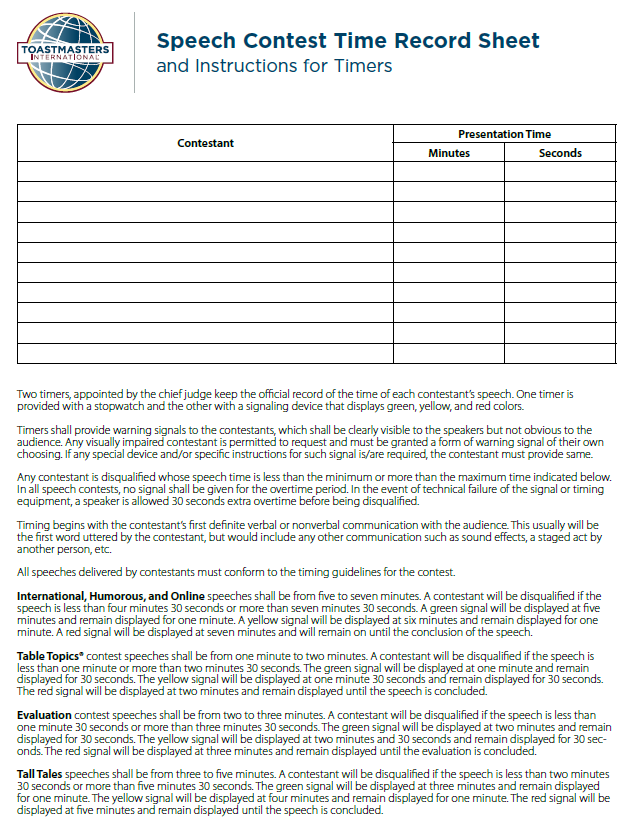 TOASTMASTERS
INTERNATIONAL
Speech Contest Time Record Sheet
and Instructions for Timers
Contestant
Presentation Time
Minutes
Seconds
Two timers, appointed by the chief judge keep the official record of the time of each contestant's speech. One timer is
provided with a stopwatch and the other with a signaling device that displays green, yellow, and red colors.
Timers shall provide warning signals to the contestants, which shall be clearly visible to the speakers but not obvious to the
audience. Any visually impaired contestant is permitted to request and must be granted a form of warning signal of their own
choosing. If any special device and/or specific instructions for such signal is/are required, the contestant must provide same.
Any contestant is disqualified whose speech time is less than the minimum or more than the maximum time indicated below.
In all speech contests, no signal shall be given for the overtime period. In the event of technical failure of the signal or timing
equipment, a speaker is allowed 30 seconds extra overtime before being disqualified.
Timing begins with the contestant's first definite verbal or nonverbal communication with the audience. This usually will be
the first word uttered by the contestant, but would include any other communication such as sound effects, a staged act by
another person, etc.
All speeches delivered by contestants must conform to the timing guidelines for the contest.
International, Humorous, and Online speeches shall be from five to seven minutes. A contestant will be disqualified if the
speech is less than four minutes 30 seconds or more than seven minutes 30 seconds. A green signal will be displayed at five
minutes and remain displayed for one minute. A yellow signal will be displayed at six minutes and remain displayed for one
minute. A red signal will be displayed at seven minutes and will remain on until the conclusion of the speech.
Table Topics® contest speeches shall be from one minute to two minutes. A contestant will be disqualified if the speech is
less than one minute or more than two minutes 30 seconds. The green signal will be displayed at one minute and remain
displayed for 30 seconds. The yellow signal will be displayed at one minute 30 seconds and remain displayed for 30 seconds.
The red signal will be displayed at two minutes and remain displayed until the speech is concluded.
Evaluation contest speeches shall be from two to three minutes. A contestant will be disqualified if the speech is less than
one minute 30 seconds or more than three minutes 30 seconds. The green signal will be displayed at two minutes and remain
displayed for 30 seconds. The yellow signal will be displayed at two minutes and 30 seconds and remain displayed for 30 sec-
onds. The red signal will be displayed at three minutes and remain displayed until the evaluation is concluded.
Tall Tales speeches shall be from three to five minutes. A contestant will be disqualified if the speech is less than two minutes
30 seconds or more than five minutes 30 seconds. The green signal will be displayed at three minutes and remain displayed
for one minute. The yellow signal will be displayed at four minutes and remain displayed for one minute. The red signal will be
displayed at five minutes and remain displayed until the speech is concluded.